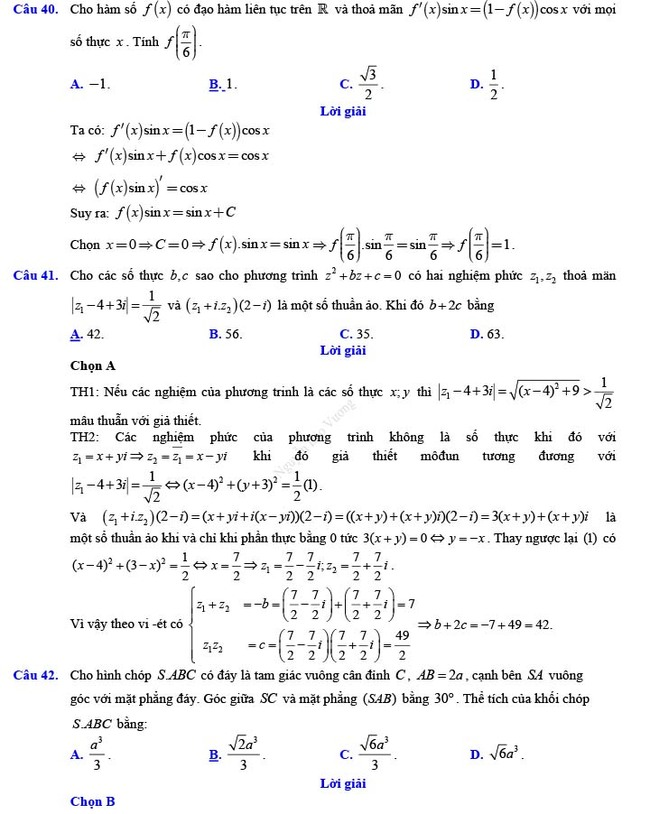 Câu 40. Cho hàm số f(x) có đạo hàm liên tục trên ℝ và thoả mãn f′(x)sin x = (1−f(x))cos x với mọi
số thực x. Tính f(π/6).
A. −1. B. 1. C. √3/2. D. 1/2.
Lời giải
Ta có: f′(x)sin x = (1−f(x))cos x
⇔ f′(x)sin x + f(x)cos x = cos x
⇔ (f(x)sin x)′ = cos x
Suy ra: f(x)sin x = sin x + C
Chọn x = 0 ⇒ C = 0 ⇒ f(x).sin x = sin x ⇒ f(π/6).sin π/6 = sin π/6 ⇒ f(π/6) = 1.
Câu 41. Cho các số thực b,c sao cho phương trình z² + bz + c = 0 có hai nghiệm phức z₁, z₂ thoả mãn
|z₁ − 4 + 3i| = 1/√2 và (z₁ + i.z₂)(2 − i) là một số thuần ảo. Khi đó b + 2c bằng
A. 42. B. 56. C. 35. D. 63.
Lời giải
Chọn A
TH1: Nếu các nghiệm của phương trình là các số thực x; y thì |z₁ − 4 + 3i| = √((x−4)² + 9) > 1/√2
mâu thuẫn với giả thiết.
TH2: Các nghiệm phức của phương trình không là số thực khi đó với
z₁ = x + yi ⇒ z₂ = z̅₁ = x − yi khi đó giả thiết môđun tương đương với
|z₁ − 4 + 3i| = 1/√2 ⇔ (x−4)² + (y+3)² = 1/2 (1).
Và (z₁ + i.z₂)(2 − i) = (x + yi + i(x − yi))(2 − i) = ((x+y) + (x+y)i)(2 − i) = 3(x+y) + (x+y)i là
một số thuần ảo khi và chỉ khi phần thực bằng 0 tức 3(x+y) = 0 ⇔ y = −x. Thay ngược lại (1) có
(x−4)² + (3−x)² = 1/2 ⇔ x = 7/2 ⇒ z₁ = 7/2 − 7/2 i; z₂ = 7/2 + 7/2 i.
Vì vậy theo vi -ét có { z₁ + z₂ = −b = (7/2 − 7/2 i) + (7/2 + 7/2 i) = 7
z₁z₂ = c = (7/2 − 7/2 i)(7/2 + 7/2 i) = 49/2 ⇒ b + 2c = −7 + 49 = 42.
Câu 42. Cho hình chóp S.ABC có đáy là tam giác vuông cân đỉnh C, AB = 2a, cạnh bên SA vuông
góc với mặt phẳng đáy. Góc giữa SC và mặt phẳng (SAB) bằng 30°. Thể tích của khối chóp
S.ABC bằng:
A. a³/3. B. √2a³/3. C. √6a³/3. D. √6a³.
Lời giải
Chọn B